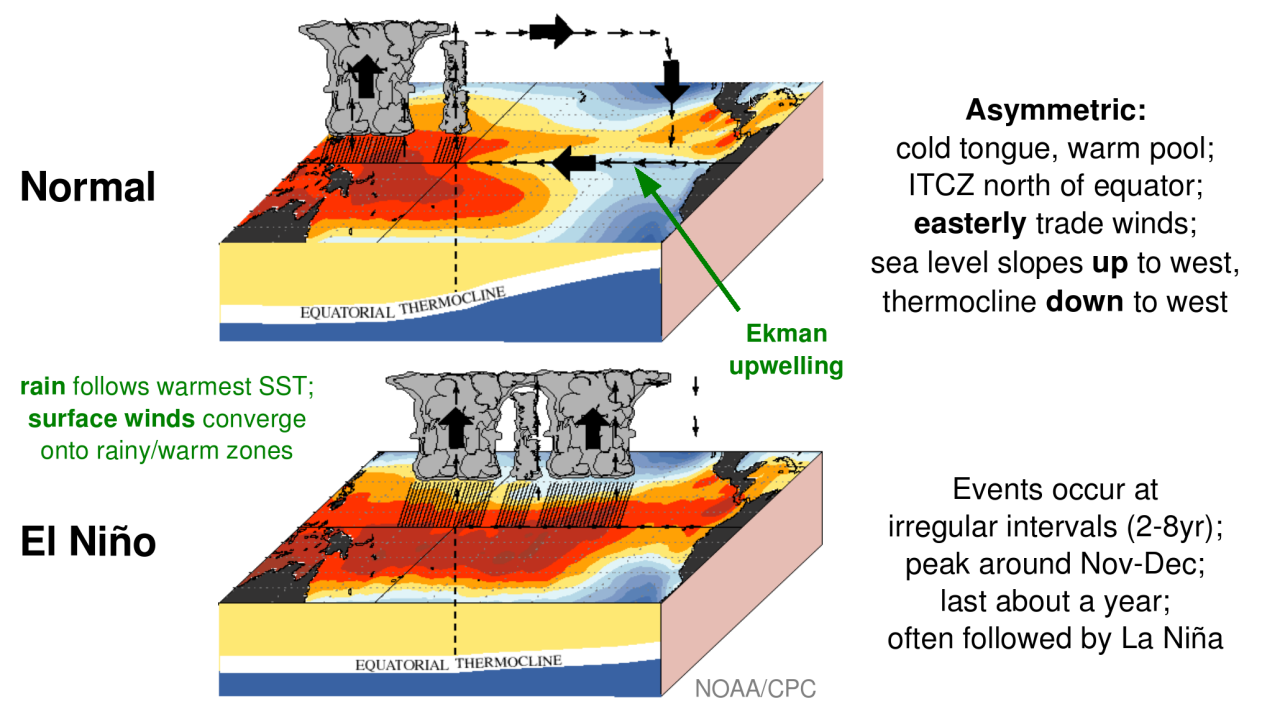 Normal
Asymmetric:
cold tongue, warm pool;
ITCZ north of equator;
easterly trade winds;
sea level slopes up to west,
thermocline down to west
EQUATORIAL THERMOCLINE
Ekman
upwelling
rain follows warmest SST;
surface winds converge
onto rainy/warm zones
El Niño
Events occur at
irregular intervals (2-8yr);
peak around Nov-Dec;
last about a year;
often followed by La Niña
EQUATORIAL THERMOCLINE
NOAA/CPC